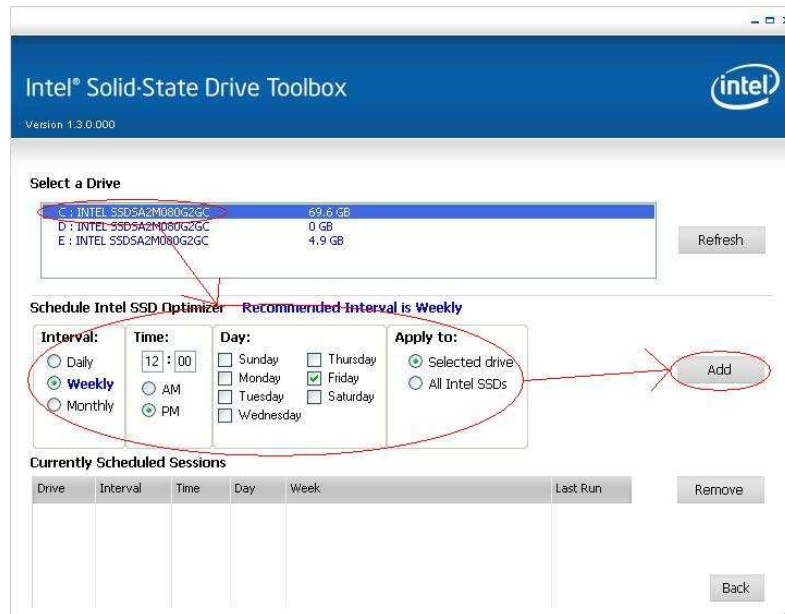 Intel® Solid-State Drive Toolbox
intel
Version 1.3.0.000
Select a Drive
C : INTEL SSDSA2M080G2GC 69.6 GB
D : INTEL SSDSA2M080G2GC 0 GB
E : INTEL SSDSA2M080G2GC 4.9 GB
Refresh
Schedule Intel SSD Optimizer Recommended Interval is Weekly
Interval: Time: Day: Apply to:
Daily 12 : 00 Sunday Thursday Selected drive
Weekly AM Monday Friday All Intel SSDs
Monthly PM Tuesday Saturday
Wednesday
Add
Currently Scheduled Sessions
Drive Interval Time Day Week Last Run
Remove
Back